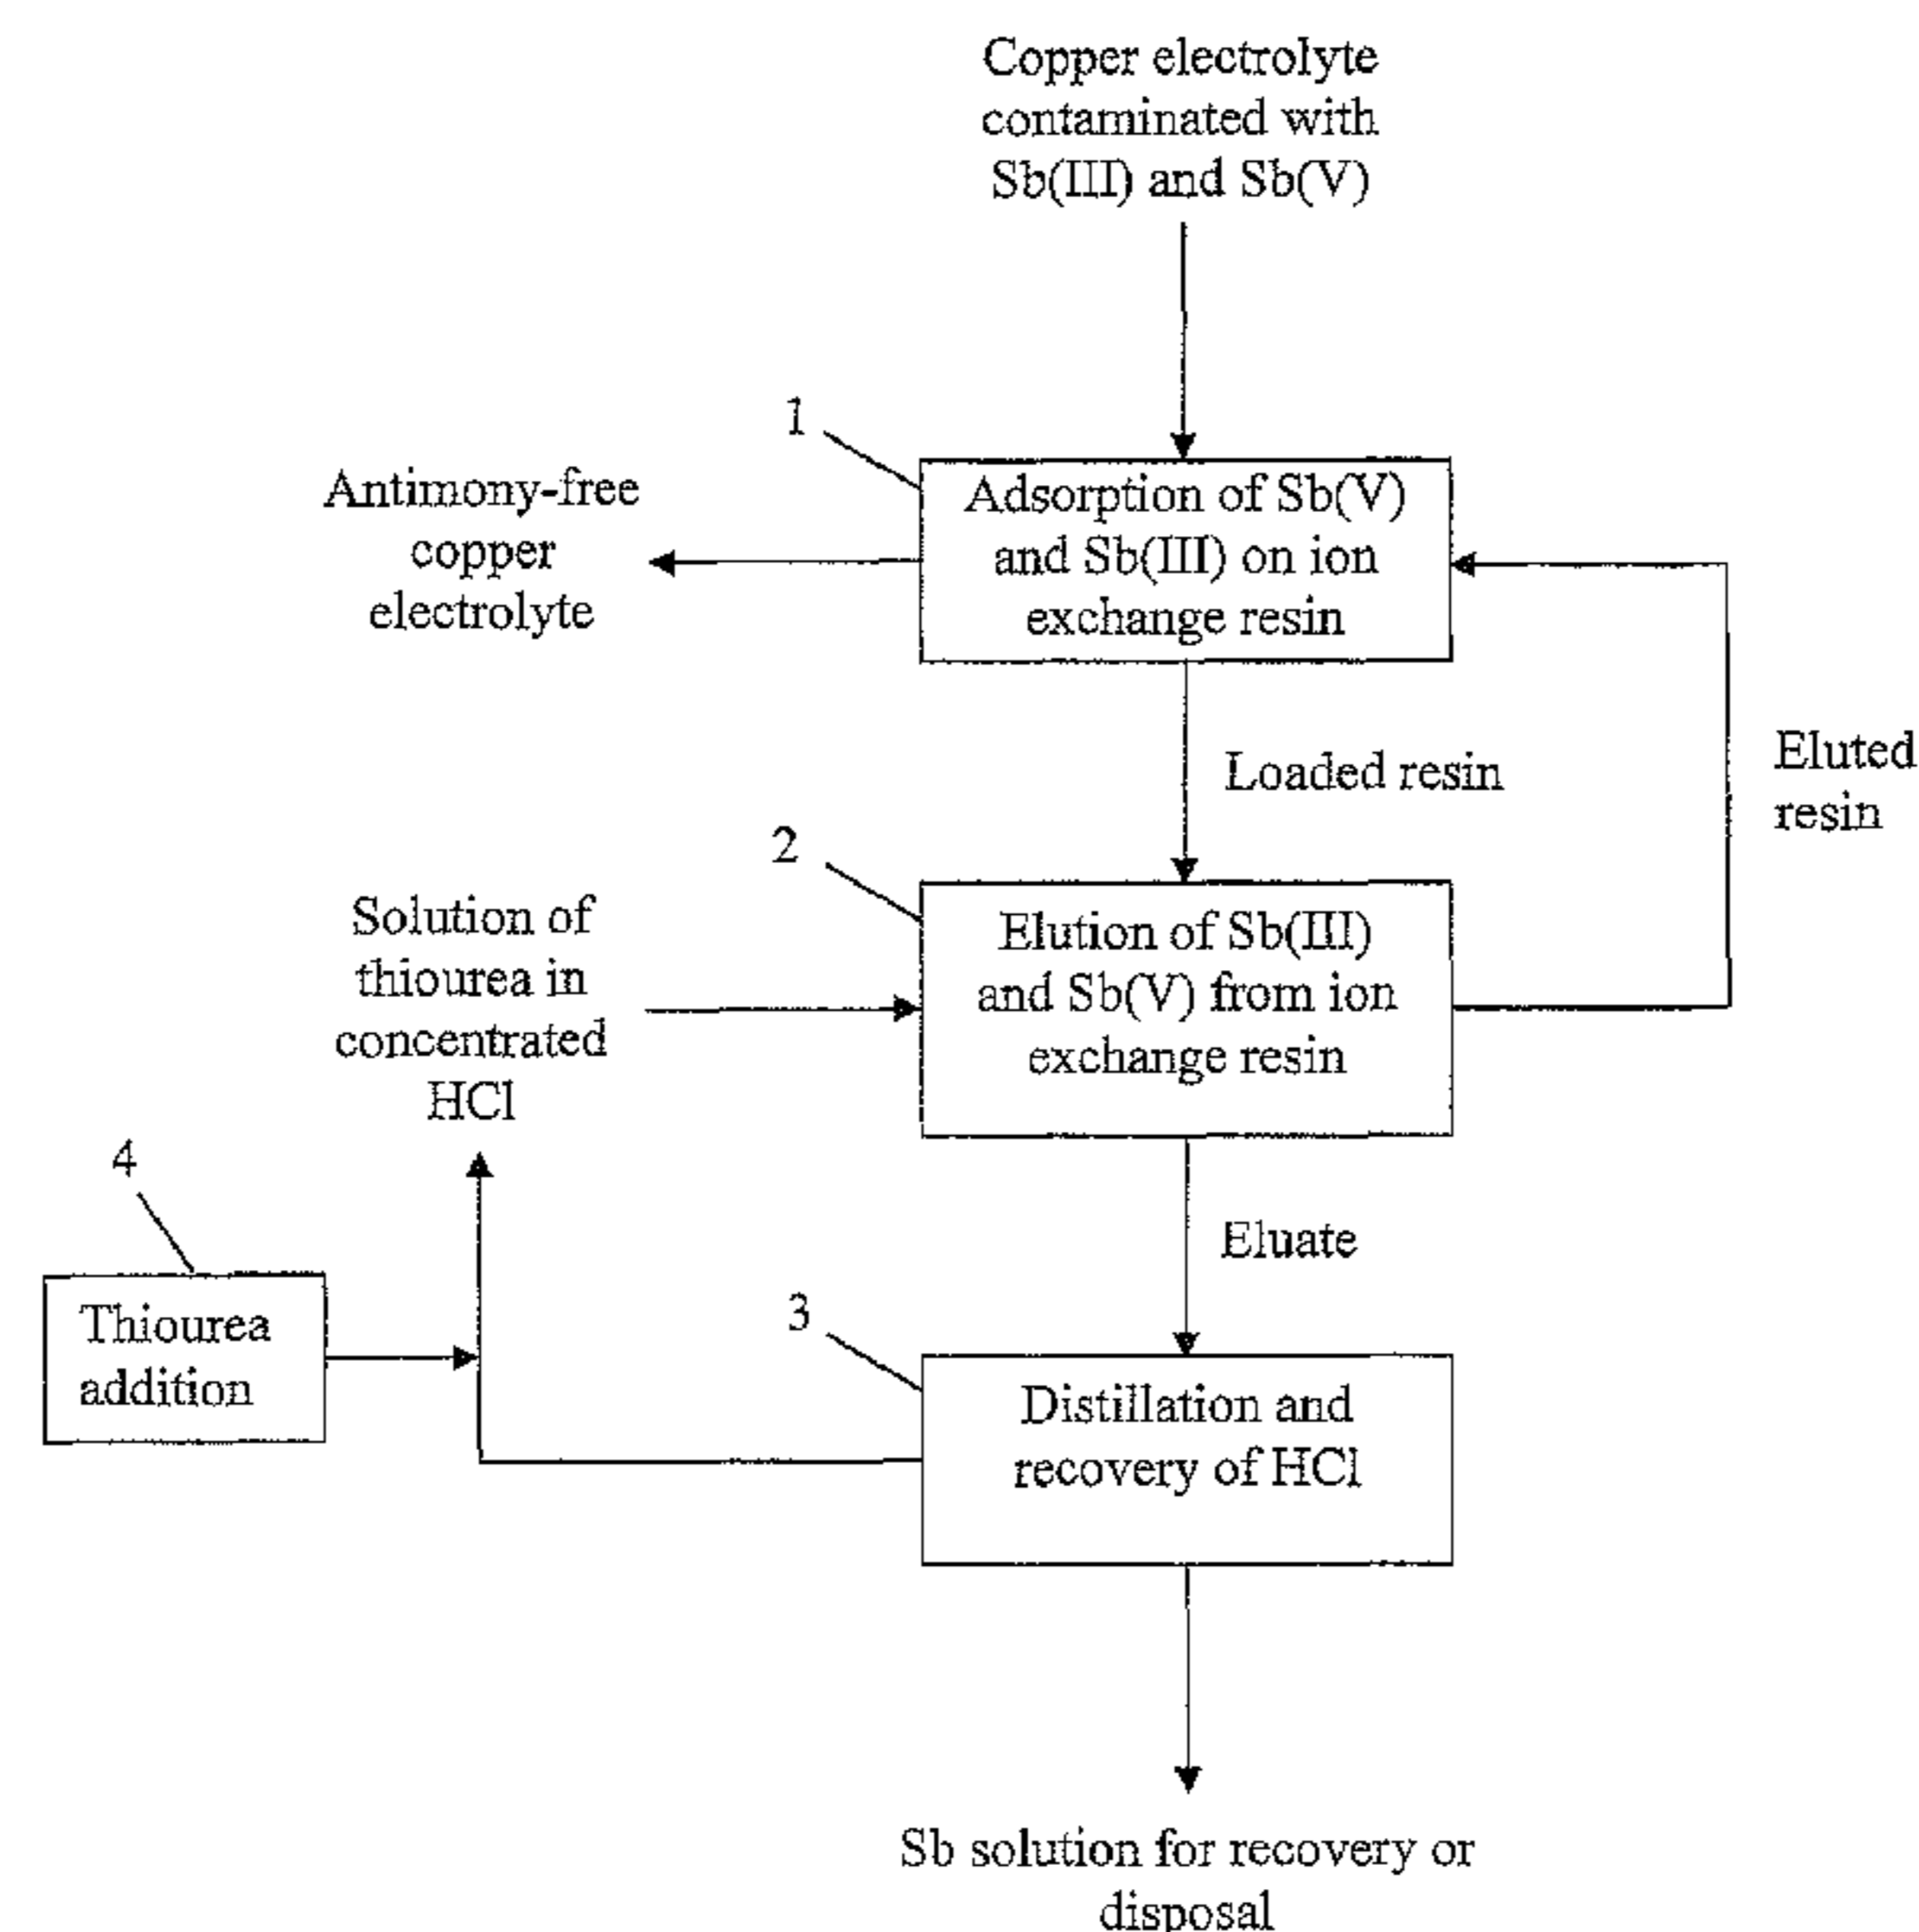 Copper electrolyte
contaminated with
Sb(III) and Sb(V)
1
Antimony-free
copper
electrolyte
Adsorption of Sb(V)
and Sb(III) on ion
exchange resin
Loaded resin
Eluted
resin
2
Solution of
thiourea in
concentrated
HCl
Elution of Sb(III)
and Sb(V) from ion
exchange resin
4
Eluate
Thiourea
addition
3
Distillation and
recovery of HCl
Sb solution for recovery or
disposal